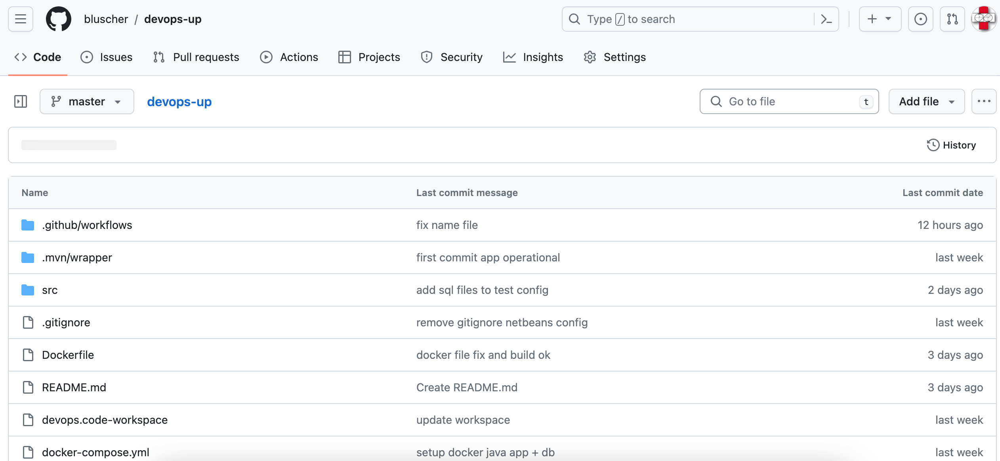 bluscher / devops-up
Type / to search
Code Issues Pull requests Actions Projects Security Insights Settings
master devops-up Go to file t Add file
History
Name Last commit message Last commit date
.github/workflows fix name file 12 hours ago
.mvn/wrapper first commit app operational last week
src add sql files to test config 2 days ago
.gitignore remove gitignore netbeans config last week
Dockerfile docker file fix and build ok 3 days ago
README.md Create README.md 3 days ago
devops.code-workspace update workspace last week
docker-compose.yml setup docker java app + db last week